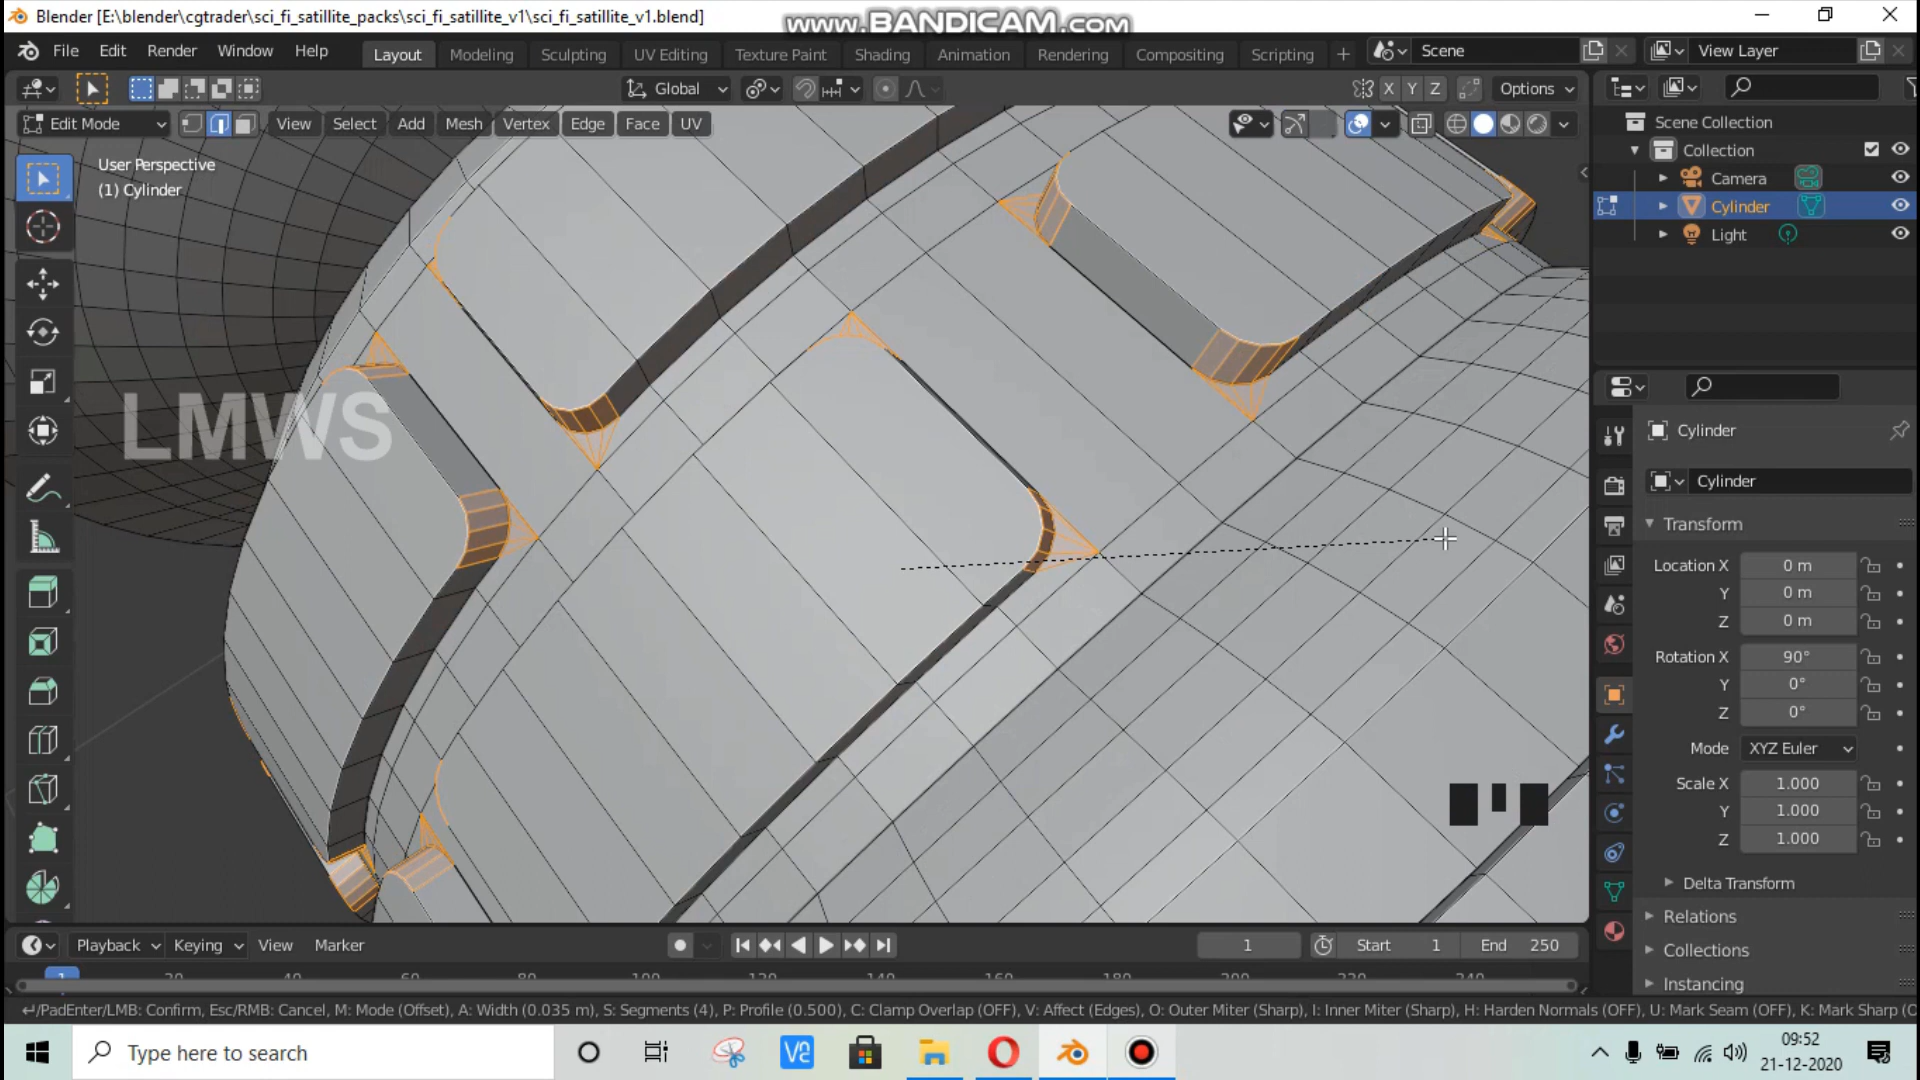 Blender [E:\blender\cgtrader\sci_fi_satillite_packs\sci_fi_satillite_v1\sci_fi_satillite_v1.blend]
www.BANDICAM.com
File Edit Render Window Help
Layout Modeling Sculpting UV Editing Texture Paint Shading Animation Rendering Compositing Scripting
Scene
View Layer
Global
X Y Z
Options
Edit Mode
View Select Add Mesh Vertex Edge Face UV
User Perspective
(1) Cylinder
LMWS
Scene Collection
Collection
Camera
Cylinder
Light
Cylinder
Cylinder
Transform
Location X 0 m
Y 0 m
Z 0 m
Rotation X 90°
Y 0°
Z 0°
Mode XYZ Euler
Scale X 1.000
Y 1.000
Z 1.000
Delta Transform
Relations
Collections
Instancing
Playback Keying View Marker
1
Start 1
End 250
↵/PadEnter/LMB: Confirm, Esc/RMB: Cancel, M: Mode (Offset), A: Width (0.035 m), S: Segments (4), P: Profile (0.500), C: Clamp Overlap (OFF), V: Affect (Edges), O: Outer Miter (Sharp), I: Inner Miter (Sharp), H: Harden Normals (OFF), U: Mark Seam (OFF), K: Mark Sharp (O
Type here to search
09:52
21-12-2020